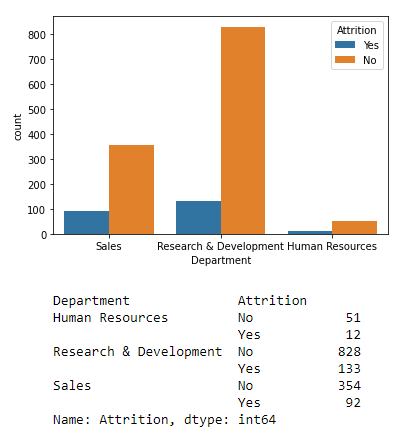 Attrition
Yes
No
800
700
600
500
400
300
200
100
0
count
Sales Research & Development Human Resources
Department
Department Attrition
Human Resources No 51
Yes 12
Research & Development No 828
Yes 133
Sales No 354
Yes 92
Name: Attrition, dtype: int64